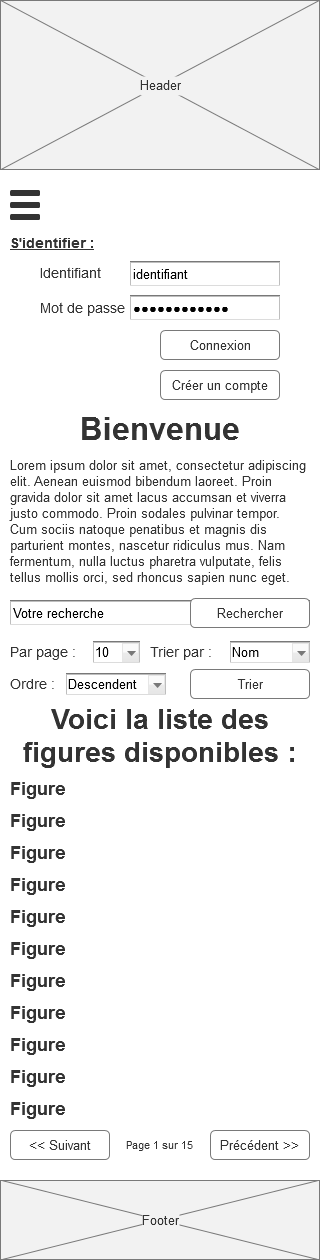 Header
S'identifier :
Identifiant identifiant
Mot de passe ●●●●●●●●●●●●
Connexion
Créer un compte
Bienvenue
Lorem ipsum dolor sit amet, consectetur adipiscing
elit. Aenean euismod bibendum laoreet. Proin
gravida dolor sit amet lacus accumsan et viverra
justo commodo. Proin sodales pulvinar tempor.
Cum sociis natoque penatibus et magnis dis
parturient montes, nascetur ridiculus mus. Nam
fermentum, nulla luctus pharetra vulputate, felis
tellus mollis orci, sed rhoncus sapien nunc eget.
Votre recherche Rechercher
Par page : 10 Trier par : Nom
Ordre : Descendent Trier
Voici la liste des
figures disponibles :
Figure
Figure
Figure
Figure
Figure
Figure
Figure
Figure
Figure
Figure
Figure
<< Suivant Page 1 sur 15 Précédent >>
Footer